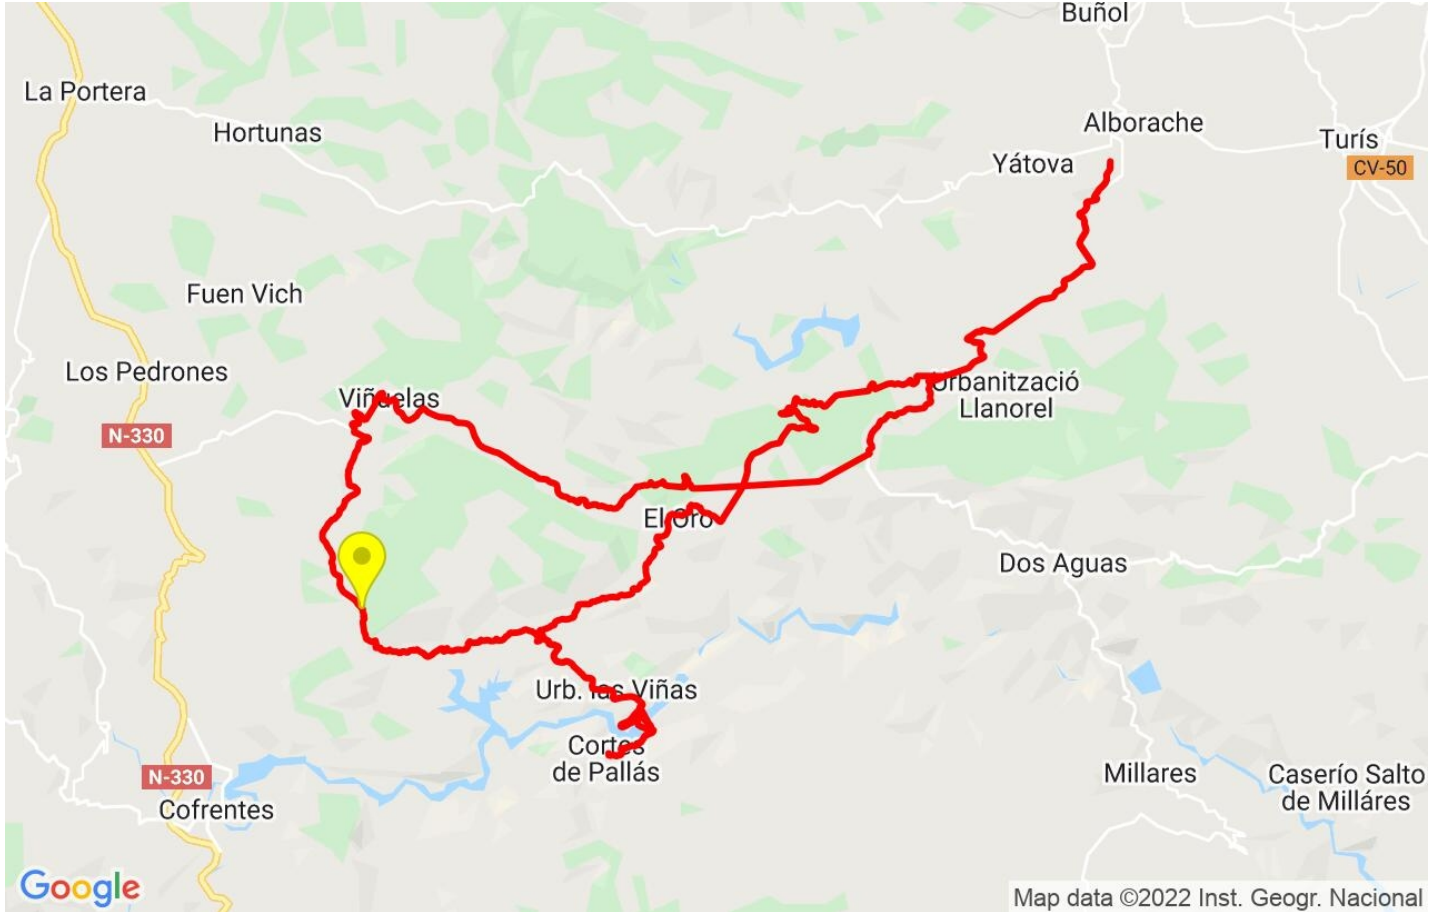 Buñol
La Portera
Hortunas
Alborache
Turís
Yátova
CV-50
Fuen Vich
Los Pedrones
Viñuelas
Urbanització
Llanorel
N-330
El Oro
Dos Aguas
Urb. las Viñas
Cortes
de Pallás
N-330
Cofrentes
Millares
Caserío Salto
de Milláres
Google
Map data ©2022 Inst. Geogr. Nacional